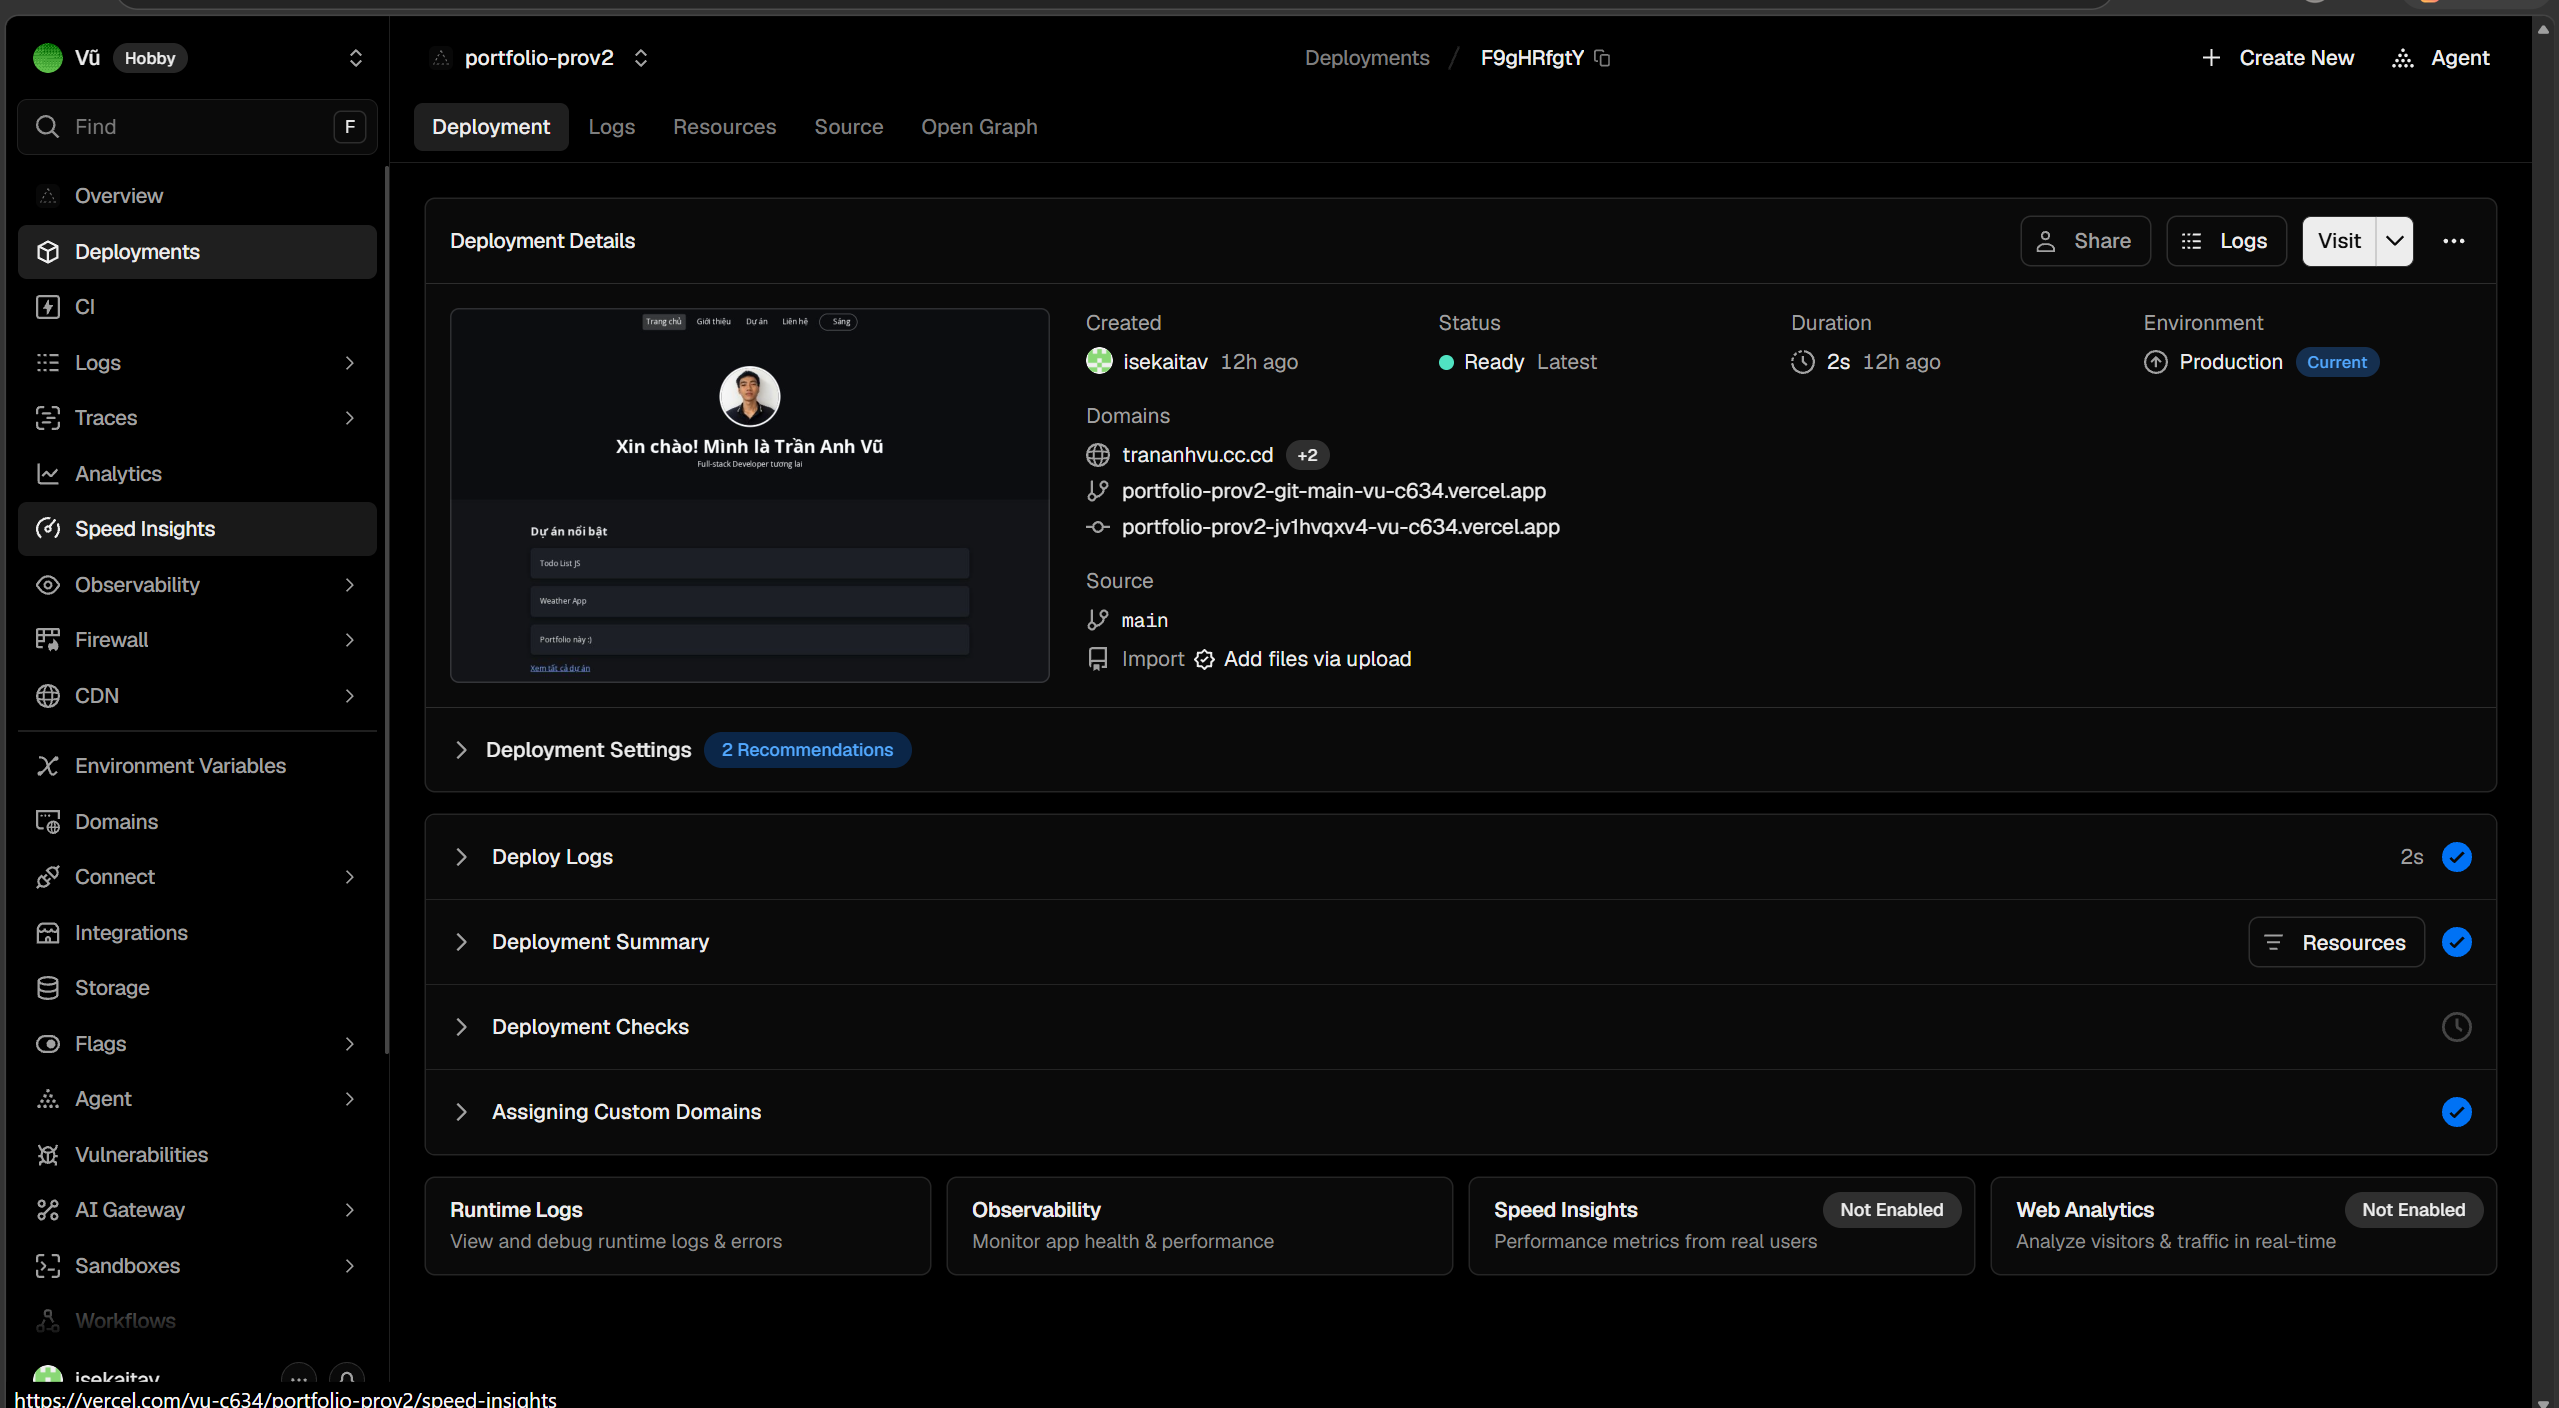 Vũ Hobby
portfolio-prov2
Deployments / F9gHRfgtY
Create New
Agent
Find F
Deployment Logs Resources Source Open Graph
Overview
Deployments
CI
Logs
Traces
Analytics
Speed Insights
Observability
Firewall
CDN
Environment Variables
Domains
Connect
Integrations
Storage
Flags
Agent
Vulnerabilities
AI Gateway
Sandboxes
Workflows
isekaitav
https://vercel.com/vu-c634/portfolio-prov2/speed-insights
Deployment Details
Share Logs Visit
Trang chủ Giới thiệu Dự án Liên hệ Sáng
Xin chào! Mình là Trần Anh Vũ
Full-stack Developer tương lai
Dự án nổi bật
Todo List JS
Weather App
Portfolio này :)
Xem tất cả dự án
Created
isekaitav 12h ago
Status
Ready Latest
Duration
2s 12h ago
Environment
Production Current
Domains
trananhvu.cc.cd +2
portfolio-prov2-git-main-vu-c634.vercel.app
portfolio-prov2-jv1hvqxv4-vu-c634.vercel.app
Source
main
Import Add files via upload
Deployment Settings 2 Recommendations
Deploy Logs 2s
Deployment Summary Resources
Deployment Checks
Assigning Custom Domains
Runtime Logs
View and debug runtime logs & errors
Observability
Monitor app health & performance
Speed Insights Not Enabled
Performance metrics from real users
Web Analytics Not Enabled
Analyze visitors & traffic in real-time